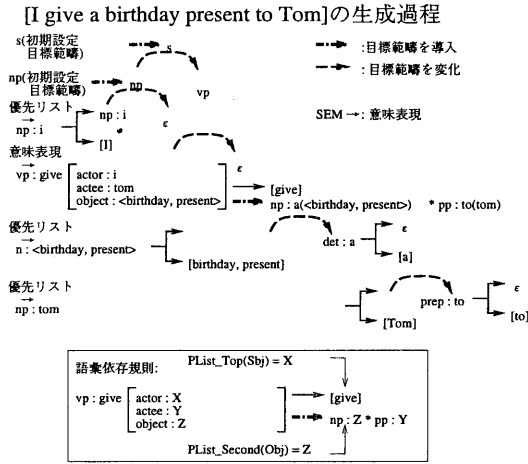 [I give a birthday present to Tom]の生成過程
s(初期設定
目標範疇)
s
:目標範疇を導入
np(初期設定
目標範疇)
np
vp
:目標範疇を変化
優先リスト
np : i
np : i
[I]
ε
SEM → : 意味表現
意味表現
vp : give
actor : i
actee : tom
object : <birthday, present>
ε
[give]
np : a(<birthday, present>) * pp : to(tom)
優先リスト
n : <birthday, present>
[birthday, present]
det : a
ε
[a]
優先リスト
np : tom
[Tom]
prep : to
ε
[to]
語彙依存規則:
PList_Top(Sbj) = X
vp : give
actor : X
actee : Y
object : Z
[give]
np : Z * pp : Y
PList_Second(Obj) = Z